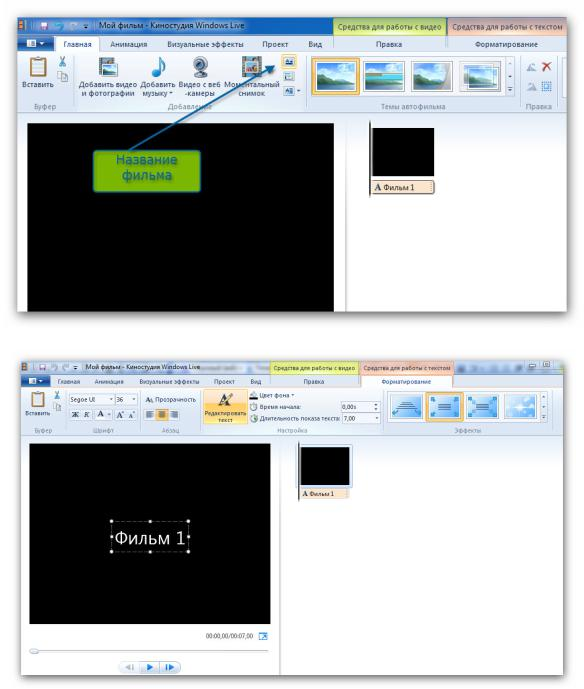 Мой фильм - Киностудия Windows Live
Средства для работы с видео
Средства для работы с текстом
Главная Анимация Визуальные эффекты Проект Вид Правка Форматирование
Вставить
Добавить видео и фотографии
Добавить музыку
Видео с веб-камеры
Моментальный снимок
Буфер Добавление Темы автофильма Правка
Название
фильма
A Фильм 1
Мой фильм - Киностудия Windows Live
Средства для работы с видео
Средства для работы с текстом
Главная Анимация Визуальные эффекты Проект Вид Правка Форматирование
Вставить
Segoe UI 36
Прозрачность
Ж К A A A
Редактировать
текст
Цвет фона
Время начала: 0,00s
Длительность показа текста: 7,00
Буфер Шрифт Абзац Настройка Эффекты
Фильм 1
A Фильм 1
00:00,00/00:07,00